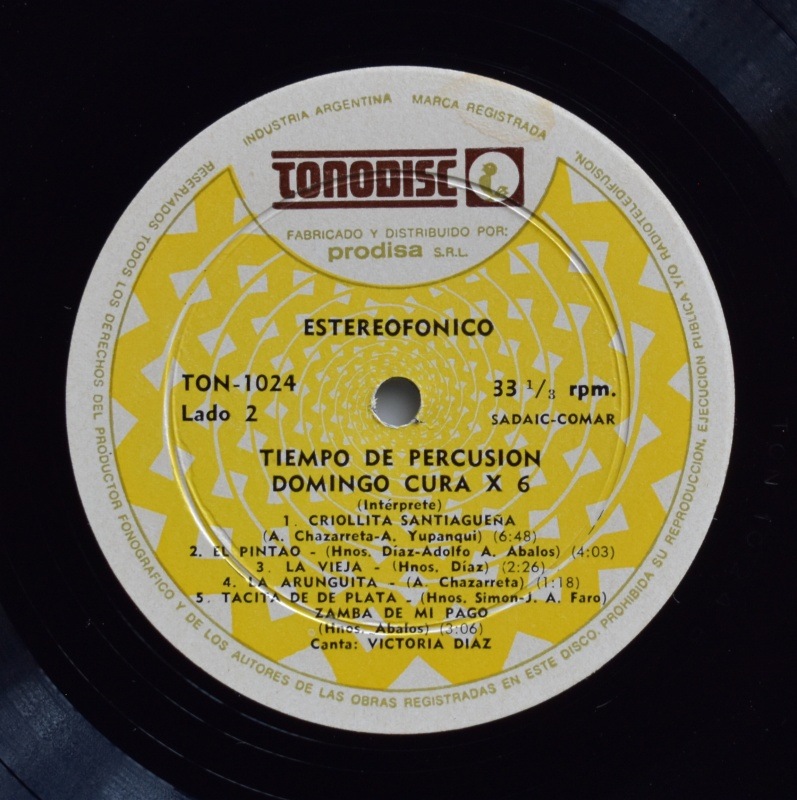 INDUSTRIA ARGENTINA MARCA REGISTRADA
TONODISC
FABRICADO Y DISTRIBUIDO POR:
prodisa S.R.L.
ESTEREOFONICO
TON-1024
33 1/3 rpm.
Lado 2
SADAIC-COMAR
TIEMPO DE PERCUSION
DOMINGO CURA X 6
(Intérprete)
1. CRIOLLITA SANTIAGUEÑA
(A. Chazarreta-A. Yupanqui) (6:48)
2. EL PINTAO - (Hnos. Díaz-Adolfo A. Abalos) (4:03)
3. LA VIEJA - (Hnos. Díaz) (2:26)
4. LA ARUNGUITA - (A. Chazarreta) (1:18)
5. TACITA DE DE PLATA - (Hnos. Simon-J. A. Faro)
ZAMBA DE MI PAGO
(Hnos. Abalos) (3:06)
Canta: VICTORIA DIAZ
RESERVADOS TODOS LOS DERECHOS DEL PRODUCTOR FONOGRAFICO Y DE LOS AUTORES DE LAS OBRAS REGISTRADAS EN ESTE DISCO. PROHIBIDA SU REPRODUCCION, EJECUCION PUBLICA Y/O RADIOTELEDIFUSION.